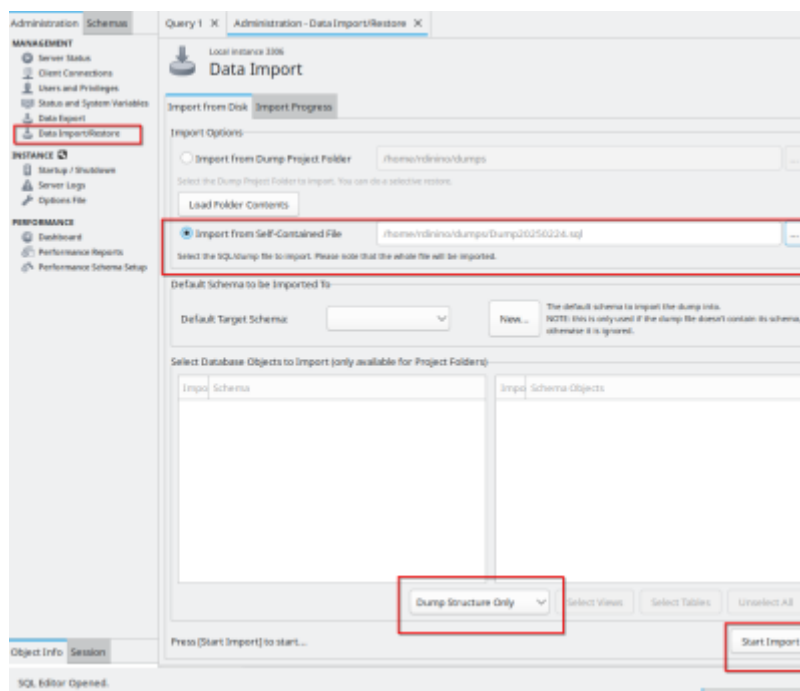 Administration Schemas
Query 1 X Administration - Data Import/Restore X
MANAGEMENT
Server Status
Client Connections
Users and Privileges
Status and System Variables
Data Export
Data Import/Restore
INSTANCE
Startup / Shutdown
Server Logs
Options File
PERFORMANCE
Dashboard
Performance Reports
Performance Schema Setup
Local instance 3306
Data Import
Import from Disk Import Progress
Import Options
Import from Dump Project Folder /home/rdinino/dumps ...
Select the Dump Project Folder to import. You can do a selective restore.
Load Folder Contents
Import from Self-Contained File /home/rdinino/dumps/Dump20250224.sql ...
Select the SQL/dump file to import. Please note that the whole file will be imported.
Default Schema to be Imported To
Default Target Schema: New...
The default schema to import the dump into.
NOTE: this is only used if the dump file doesn't contain its schema,
otherwise it is ignored.
Select Database Objects to Import (only available for Project Folders)
Impo Schema Impo Schema Objects
Dump Structure Only Select Views Select Tables Unselect All
Press [Start Import] to start... Start Import
Object Info Session
SQL Editor Opened.